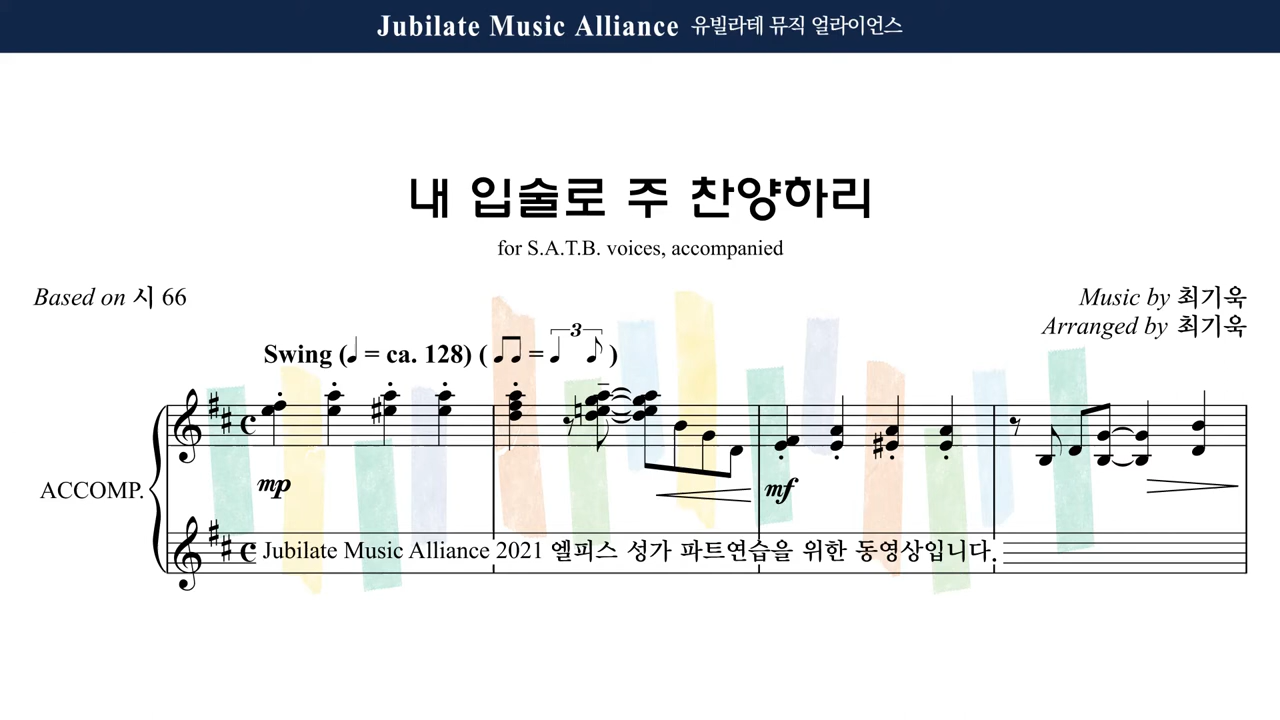 Jubilate Music Alliance 유빌라테 뮤직 얼라이언스
내 입술로 주 찬양하리
for S.A.T.B. voices, accompanied
Based on 시 66
Music by 최기욱
Arranged by 최기욱
Swing (♩ = ca. 128) (♫ = ♩ ♪)
3
mp
mf
ACCOMP.
Jubilate Music Alliance 2021 엘피스 성가 파트연습을 위한 동영상입니다.